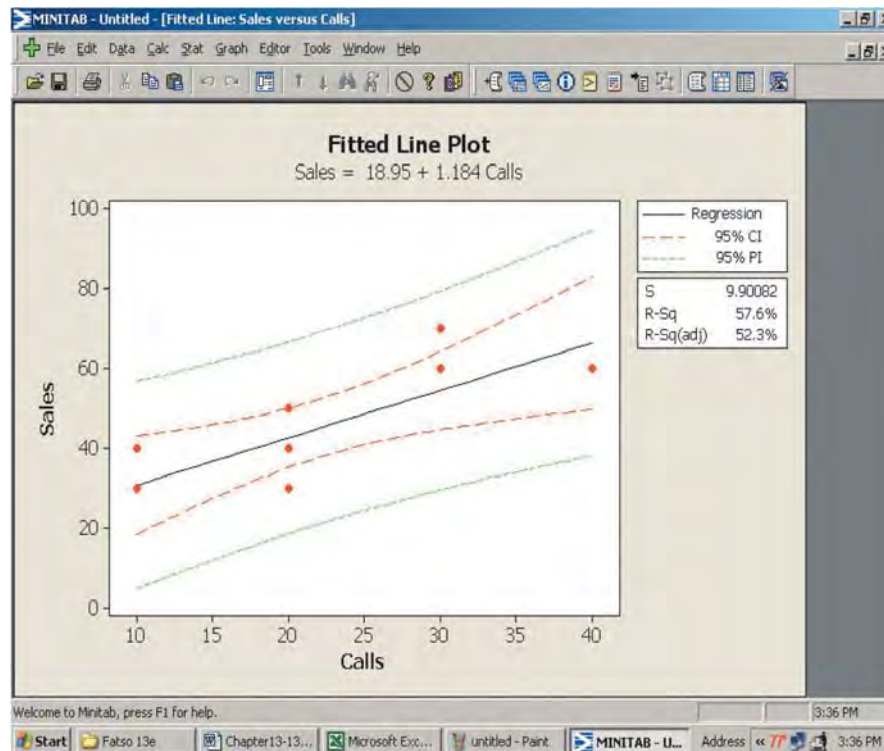 MINITAB - Untitled - [Fitted Line: Sales versus Calls]
File Edit Data Calc Stat Graph Editor Tools Window Help
Fitted Line Plot
Sales = 18.95 + 1.184 Calls
100
80
60
40
20
0
Sales
10 15 20 25 30 35 40
Calls
Regression
95% CI
95% PI
S 9.90082
R-Sq 57.6%
R-Sq(adj) 52.3%
Welcome to Minitab, press F1 for help.
3:36 PM
Start Fatso 13e Chapter13-13... Microsoft Exc... untitled - Paint MINITAB - U... Address « 3:36 PM